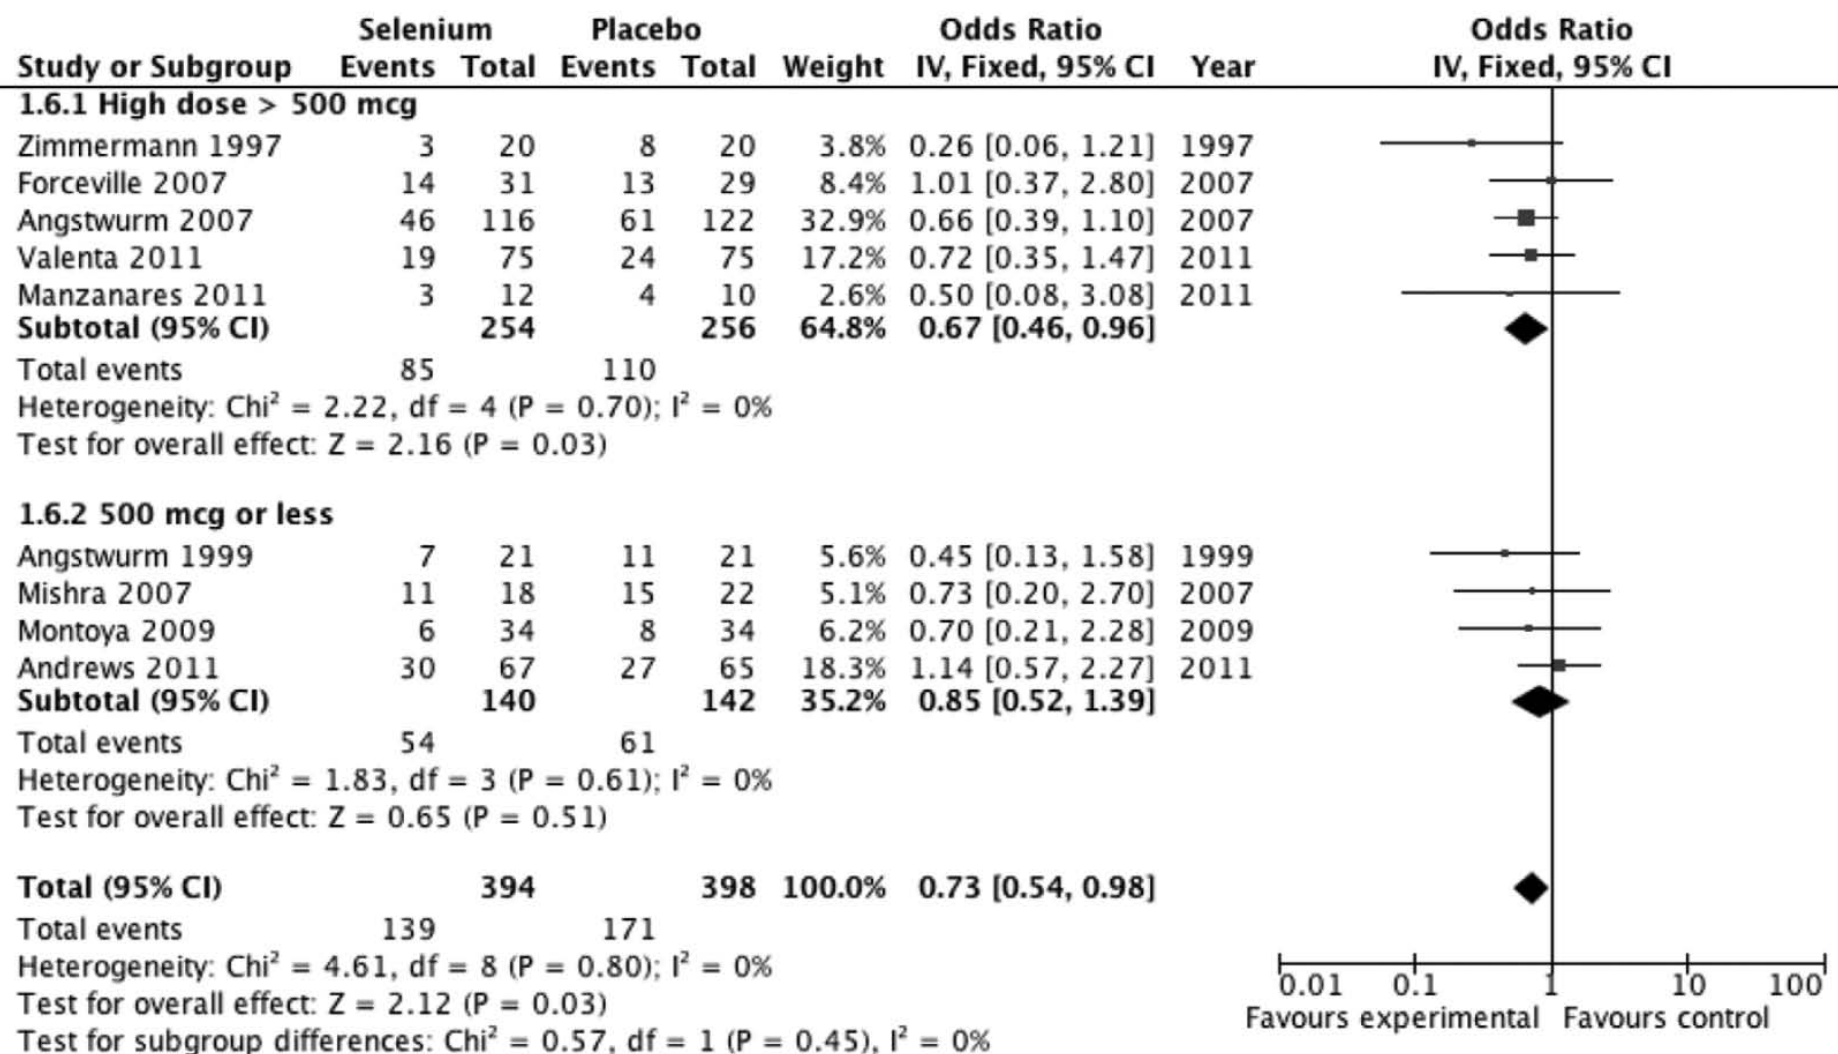 Selenium Placebo Odds Ratio Odds Ratio
Study or Subgroup Events Total Events Total Weight IV, Fixed, 95% CI Year IV, Fixed, 95% CI
1.6.1 High dose > 500 mcg
Zimmermann 1997 3 20 8 20 3.8% 0.26 [0.06, 1.21] 1997
Forceville 2007 14 31 13 29 8.4% 1.01 [0.37, 2.80] 2007
Angstwurm 2007 46 116 61 122 32.9% 0.66 [0.39, 1.10] 2007
Valenta 2011 19 75 24 75 17.2% 0.72 [0.35, 1.47] 2011
Manzanares 2011 3 12 4 10 2.6% 0.50 [0.08, 3.08] 2011
Subtotal (95% CI) 254 256 64.8% 0.67 [0.46, 0.96]
Total events 85 110
Heterogeneity: Chi² = 2.22, df = 4 (P = 0.70); I² = 0%
Test for overall effect: Z = 2.16 (P = 0.03)
1.6.2 500 mcg or less
Angstwurm 1999 7 21 11 21 5.6% 0.45 [0.13, 1.58] 1999
Mishra 2007 11 18 15 22 5.1% 0.73 [0.20, 2.70] 2007
Montoya 2009 6 34 8 34 6.2% 0.70 [0.21, 2.28] 2009
Andrews 2011 30 67 27 65 18.3% 1.14 [0.57, 2.27] 2011
Subtotal (95% CI) 140 142 35.2% 0.85 [0.52, 1.39]
Total events 54 61
Heterogeneity: Chi² = 1.83, df = 3 (P = 0.61); I² = 0%
Test for overall effect: Z = 0.65 (P = 0.51)
Total (95% CI) 394 398 100.0% 0.73 [0.54, 0.98]
Total events 139 171
Heterogeneity: Chi² = 4.61, df = 8 (P = 0.80); I² = 0%
Test for overall effect: Z = 2.12 (P = 0.03)
Test for subgroup differences: Chi² = 0.57, df = 1 (P = 0.45), I² = 0%
0.01 0.1 1 10 100
Favours experimental Favours control